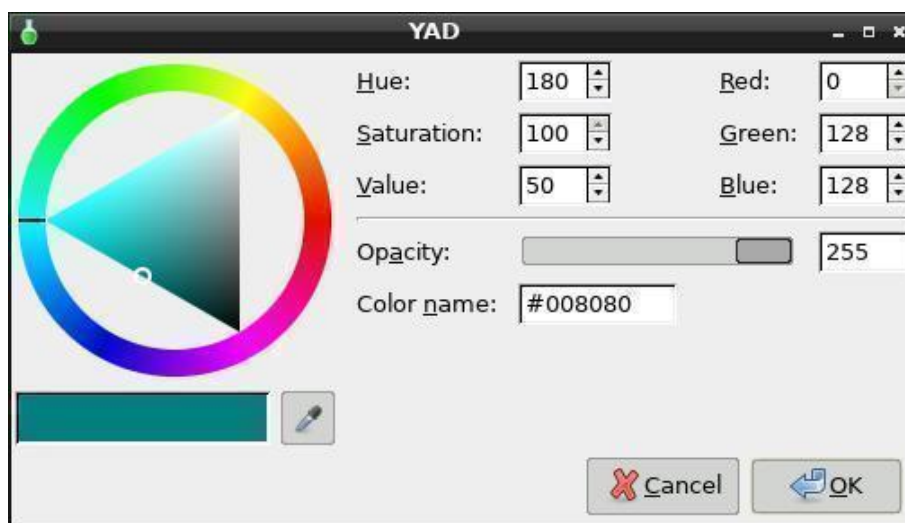 YAD
Hue: 180 Red: 0
Saturation: 100 Green: 128
Value: 50 Blue: 128
Opacity: 255
Color name: #008080
Cancel OK